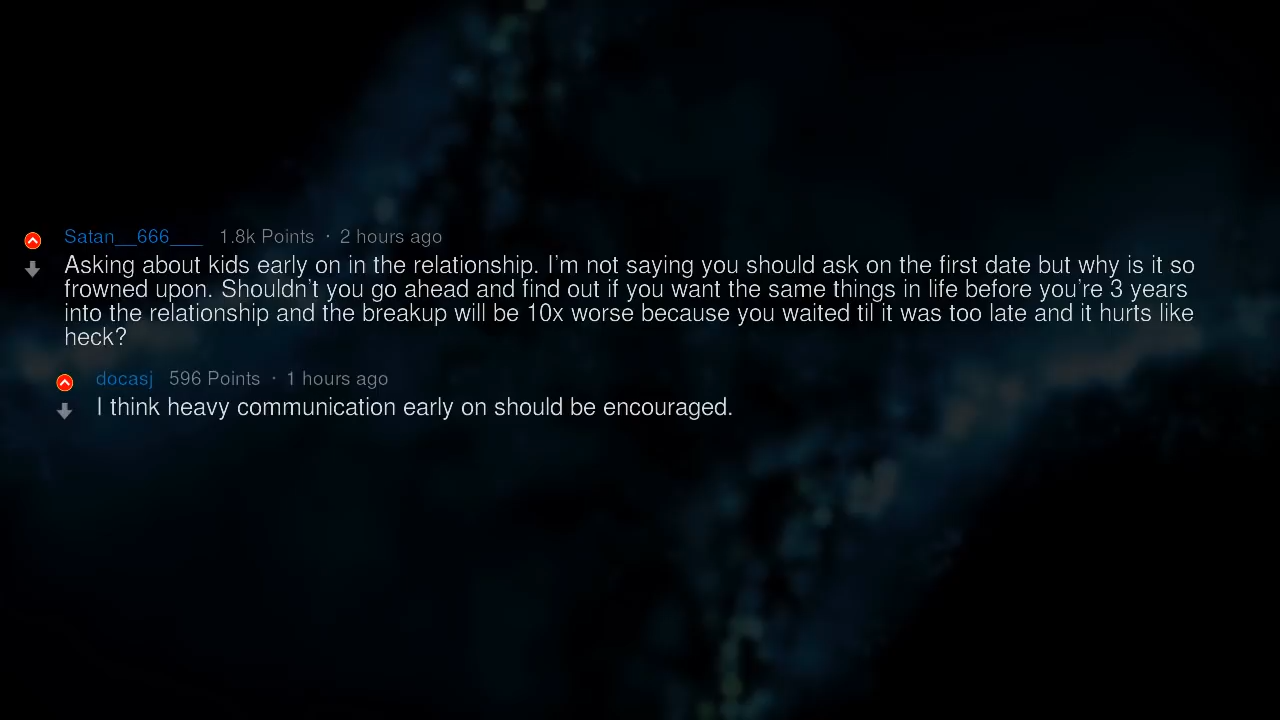 Satan__666___ 1.8k Points · 2 hours ago
Asking about kids early on in the relationship. I'm not saying you should ask on the first date but why is it so
frowned upon. Shouldn't you go ahead and find out if you want the same things in life before you're 3 years
into the relationship and the breakup will be 10x worse because you waited til it was too late and it hurts like
heck?
docasj 596 Points · 1 hours ago
I think heavy communication early on should be encouraged.